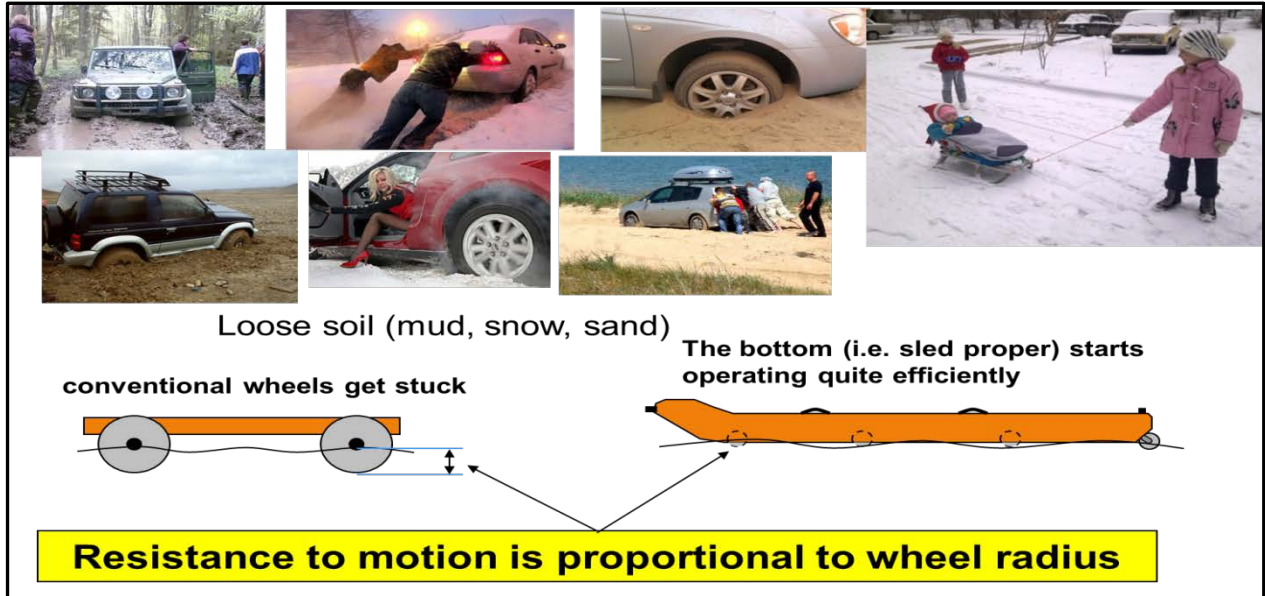 Loose soil (mud, snow, sand)
The bottom (i.e. sled proper) starts
operating quite efficiently
conventional wheels get stuck
Resistance to motion is proportional to wheel radius